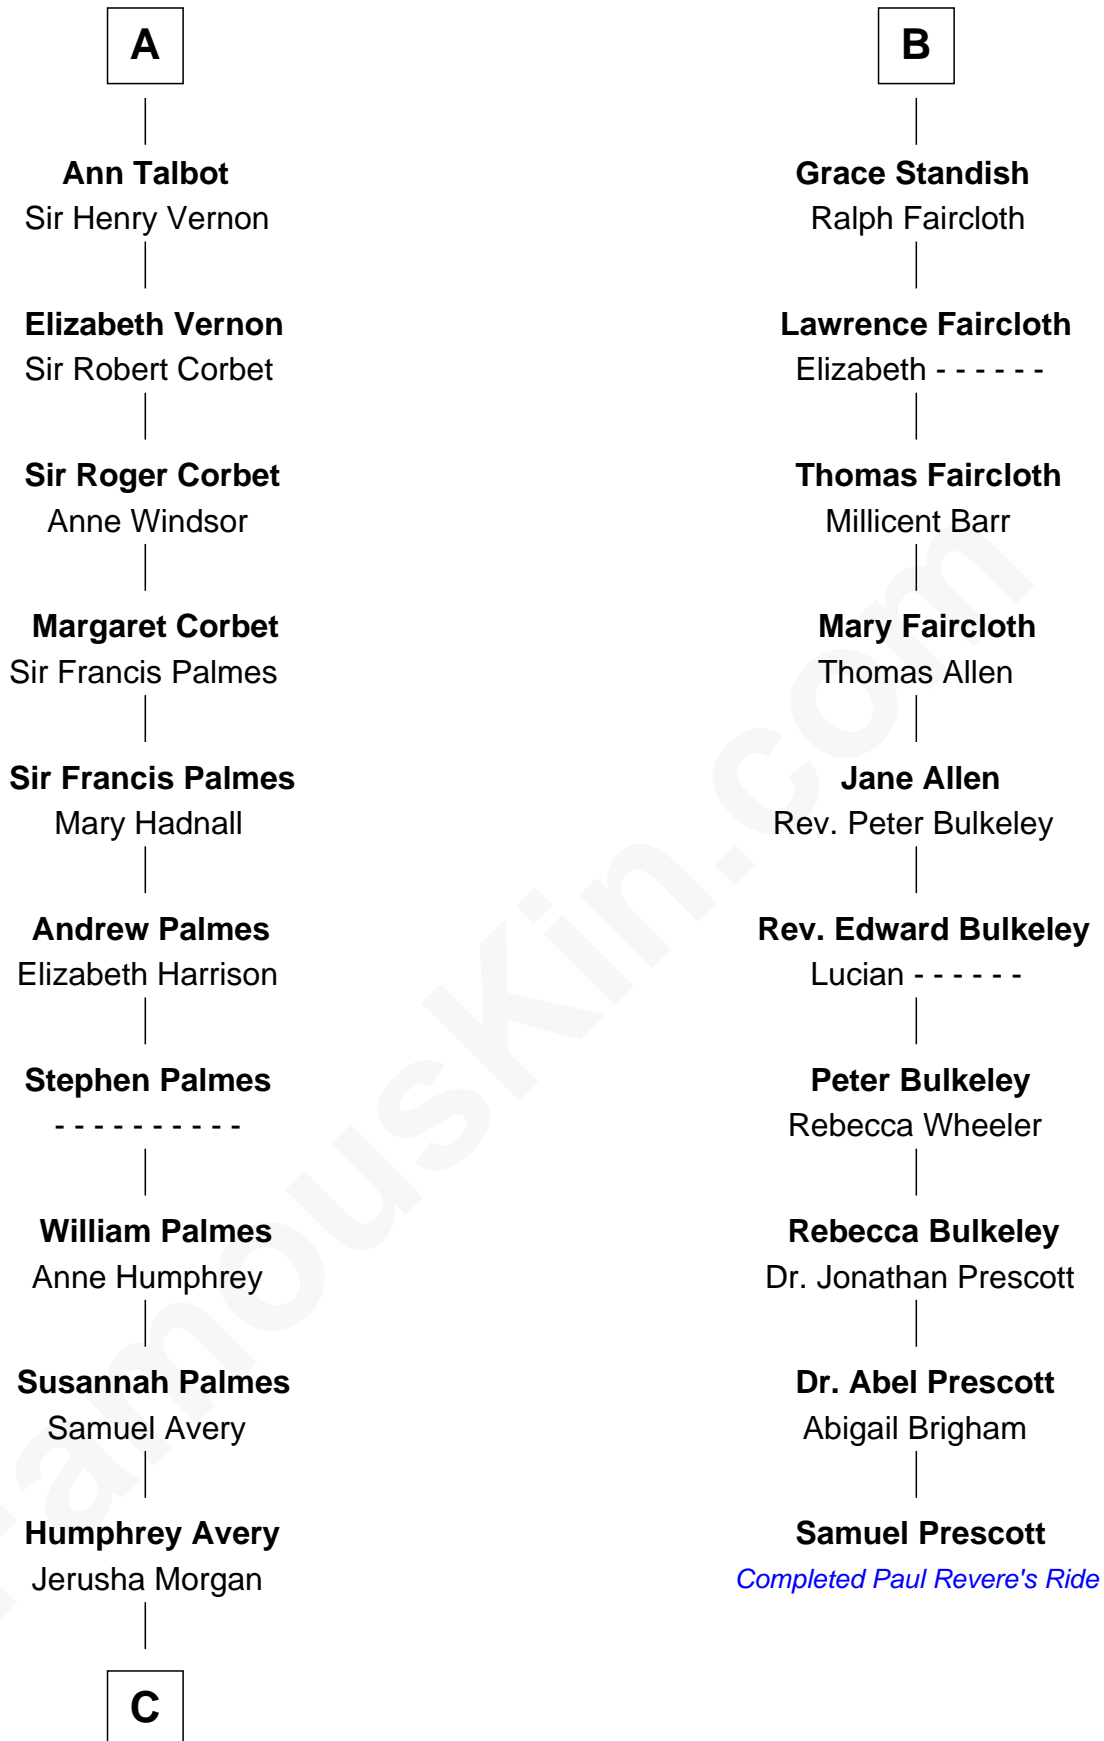 A
Ann Talbot
Sir Henry Vernon
Elizabeth Vernon
Sir Robert Corbet
Sir Roger Corbet
Anne Windsor
Margaret Corbet
Sir Francis Palmes
Sir Francis Palmes
Mary Hadnall
Andrew Palmes
Elizabeth Harrison
Stephen Palmes
- - - - - - - - - -
William Palmes
Anne Humphrey
Susannah Palmes
Samuel Avery
Humphrey Avery
Jerusha Morgan
C
B
Grace Standish
Ralph Faircloth
Lawrence Faircloth
Elizabeth - - - - - -
Thomas Faircloth
Millicent Barr
Mary Faircloth
Thomas Allen
Jane Allen
Rev. Peter Bulkeley
Rev. Edward Bulkeley
Lucian - - - - - -
Peter Bulkeley
Rebecca Wheeler
Rebecca Bulkeley
Dr. Jonathan Prescott
Dr. Abel Prescott
Abigail Brigham
Samuel Prescott
Completed Paul Revere's Ride
FamousKin.com